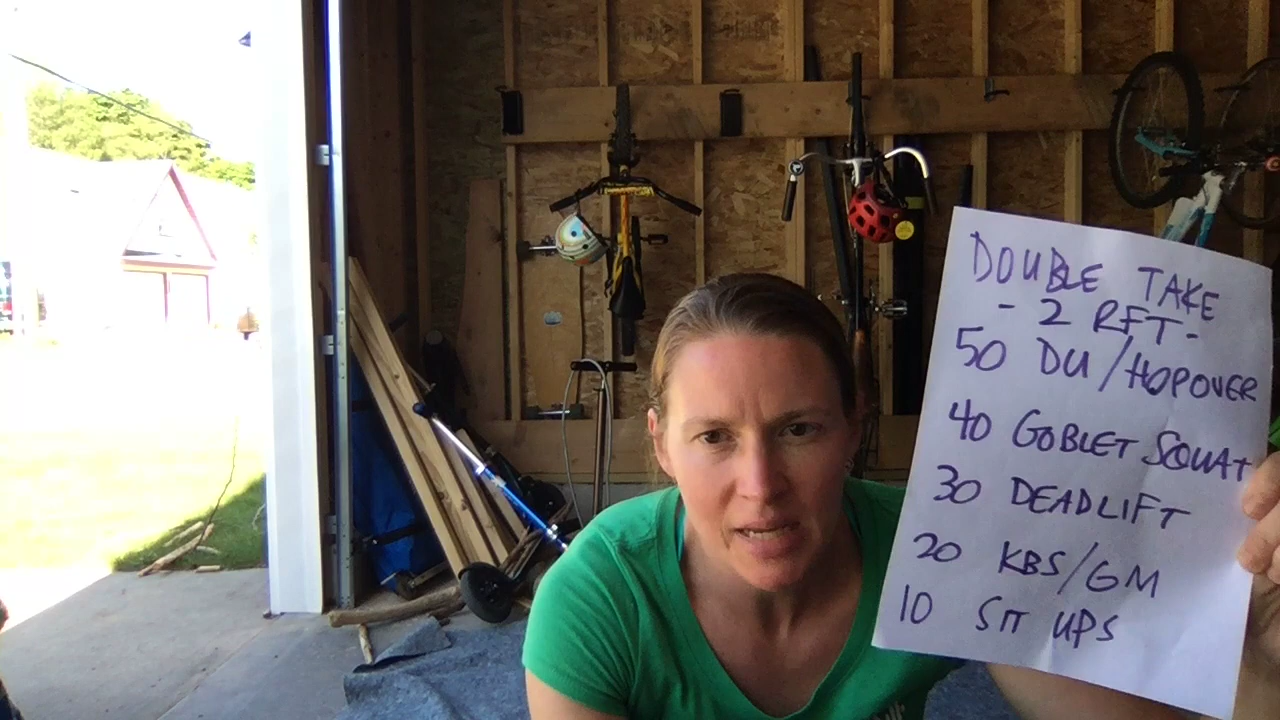 DOUBLE TAKE
- 2 RFT -
50 DU/HOPOVER
40 GOBLET SQUAT
30 DEADLIFT
20 KBS/GM
10 SIT UPS